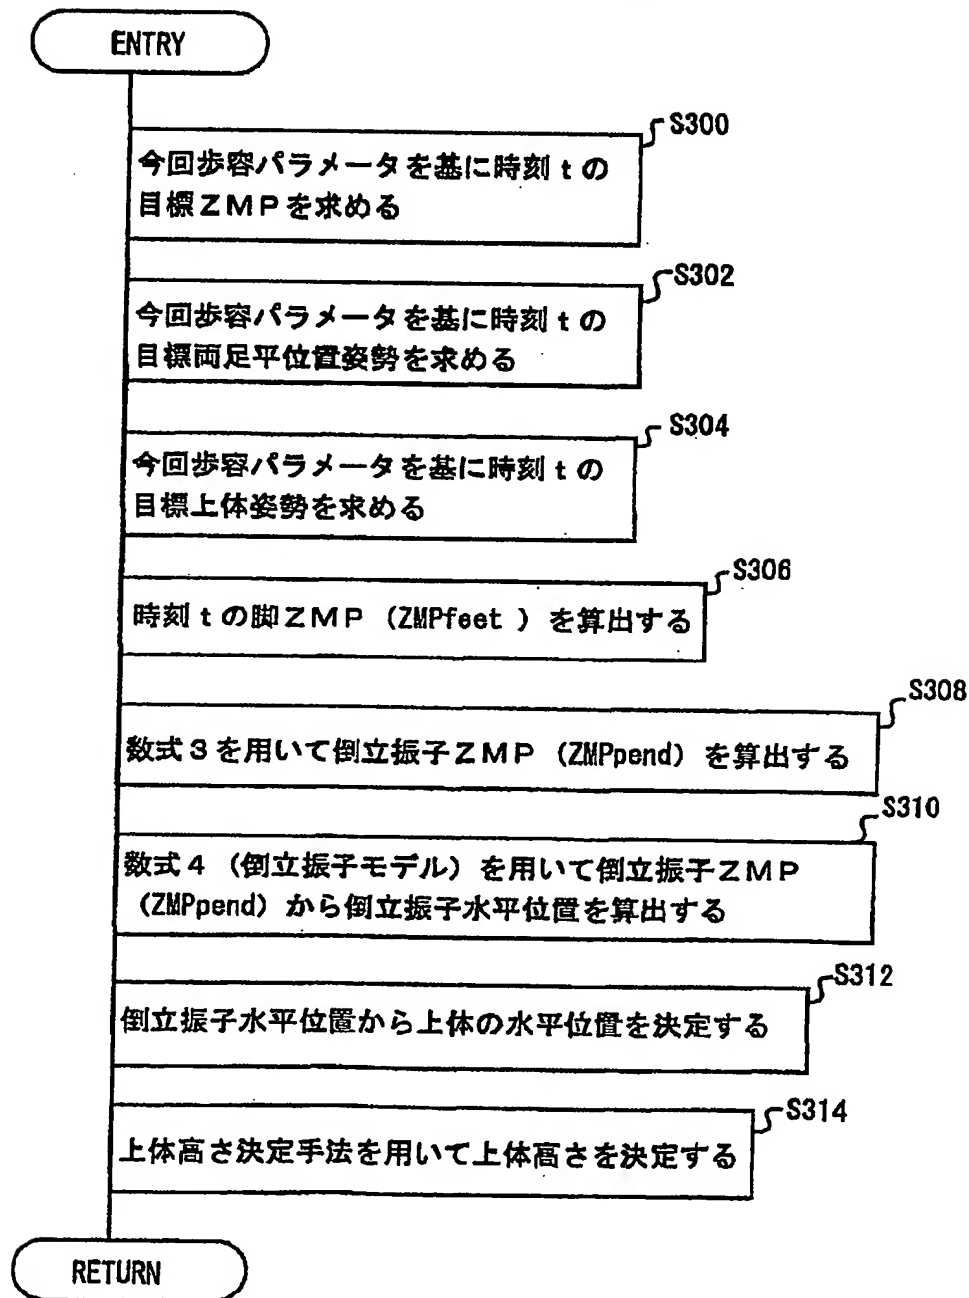 ENTRY
S300
今回歩容パラメータを基に時刻tの
目標ZMPを求める
S302
今回歩容パラメータを基に時刻tの
目標両足平位置姿勢を求める
S304
今回歩容パラメータを基に時刻tの
目標上体姿勢を求める
S306
時刻tの脚ZMP (ZMPfeet ) を算出する
S308
数式3を用いて倒立振子ZMP (ZMPpend) を算出する
S310
数式4 (倒立振子モデル) を用いて倒立振子ZMP
(ZMPpend) から倒立振子水平位置を算出する
S312
倒立振子水平位置から上体の水平位置を決定する
S314
上体高さ決定手法を用いて上体高さを決定する
RETURN